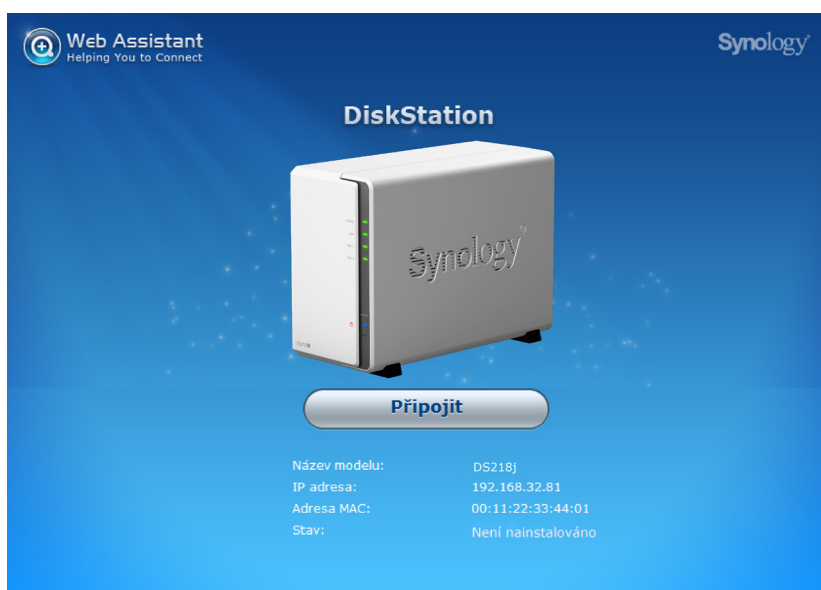 Web Assistant
Helping You to Connect
Synology
DiskStation
Synology
Připojit
Název modelu: DS218j
IP adresa: 192.168.32.81
Adresa MAC: 00:11:22:33:44:01
Stav: Není nainstalováno